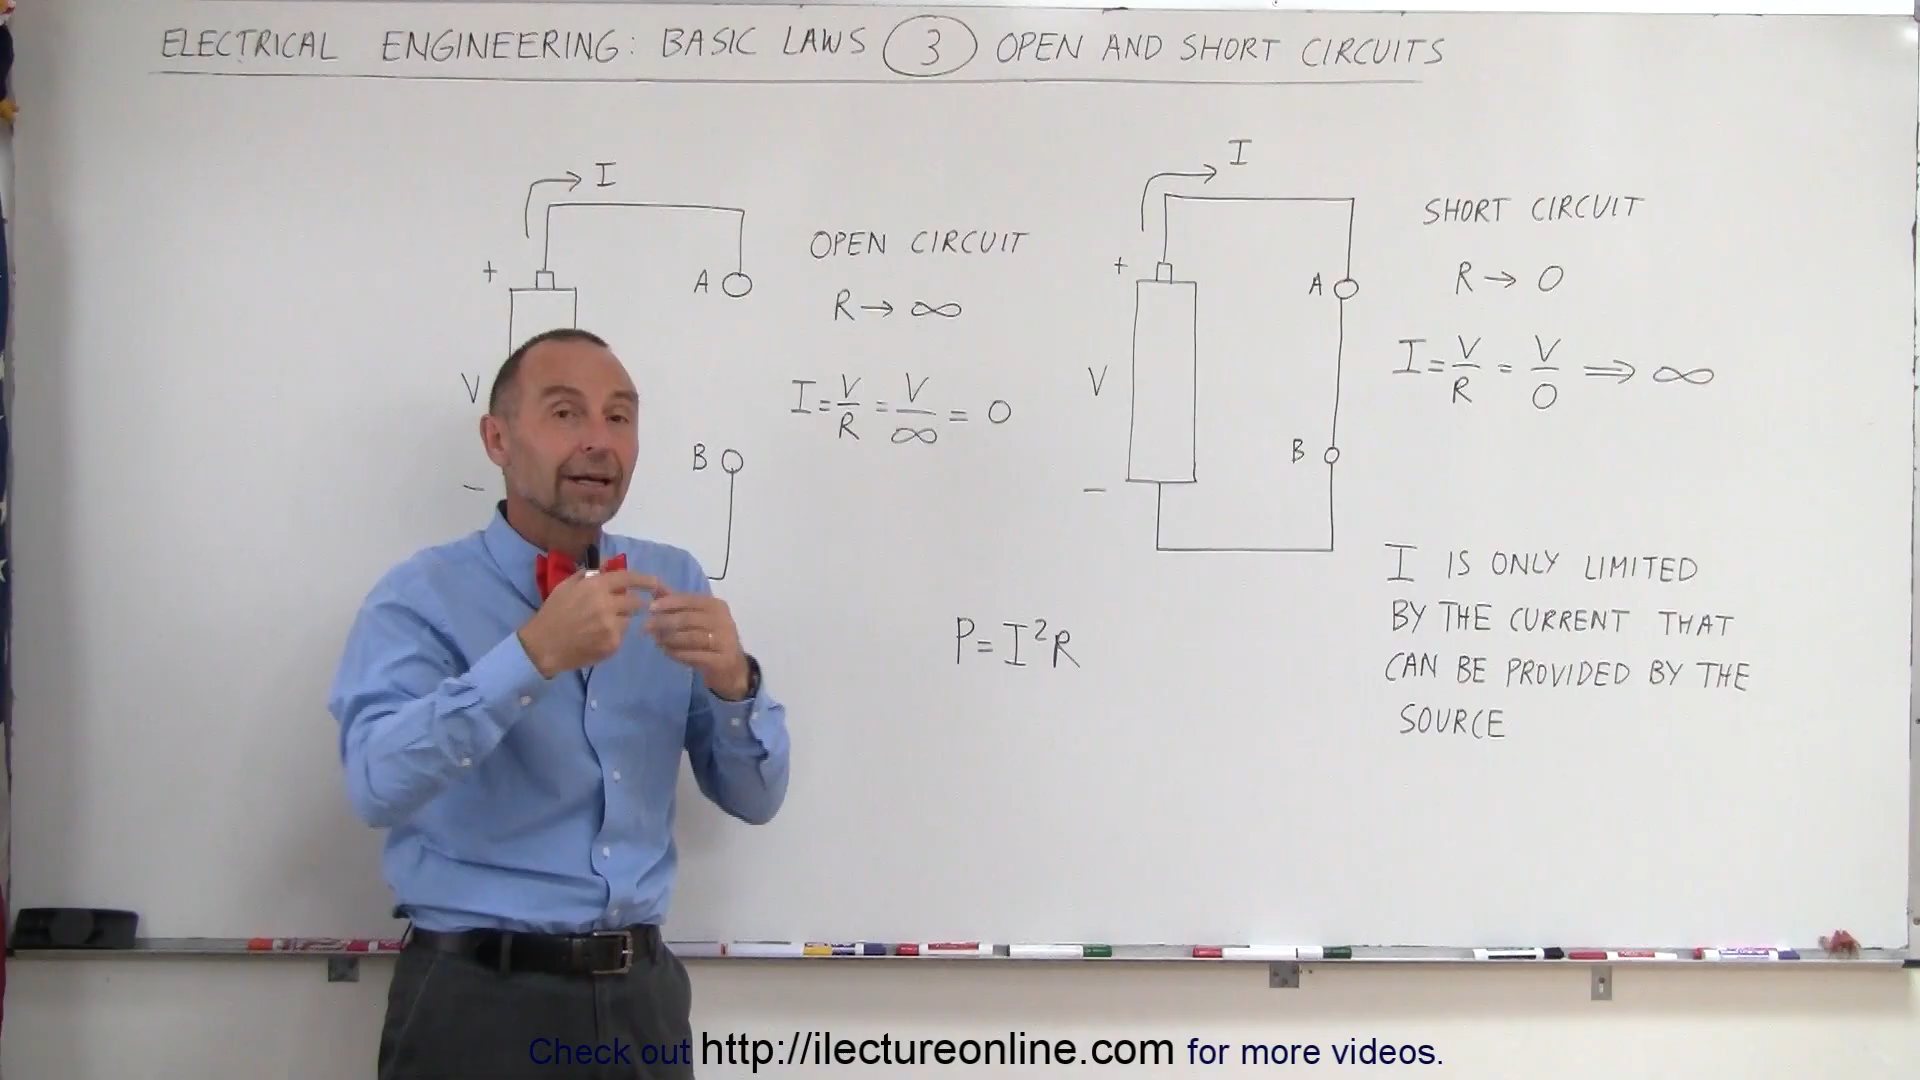 ELECTRICAL ENGINEERING: BASIC LAWS 3 OPEN AND SHORT CIRCUITS
I
+
A
V
B
−
OPEN CIRCUIT
R → ∞
I = V/R = V/∞ = 0
P = I²R
I
+
A
V
B
−
SHORT CIRCUIT
R → 0
I = V/R = V/0 ⟹ ∞
I IS ONLY LIMITED
BY THE CURRENT THAT
CAN BE PROVIDED BY THE
SOURCE
Check out http://ilectureonline.com for more videos.